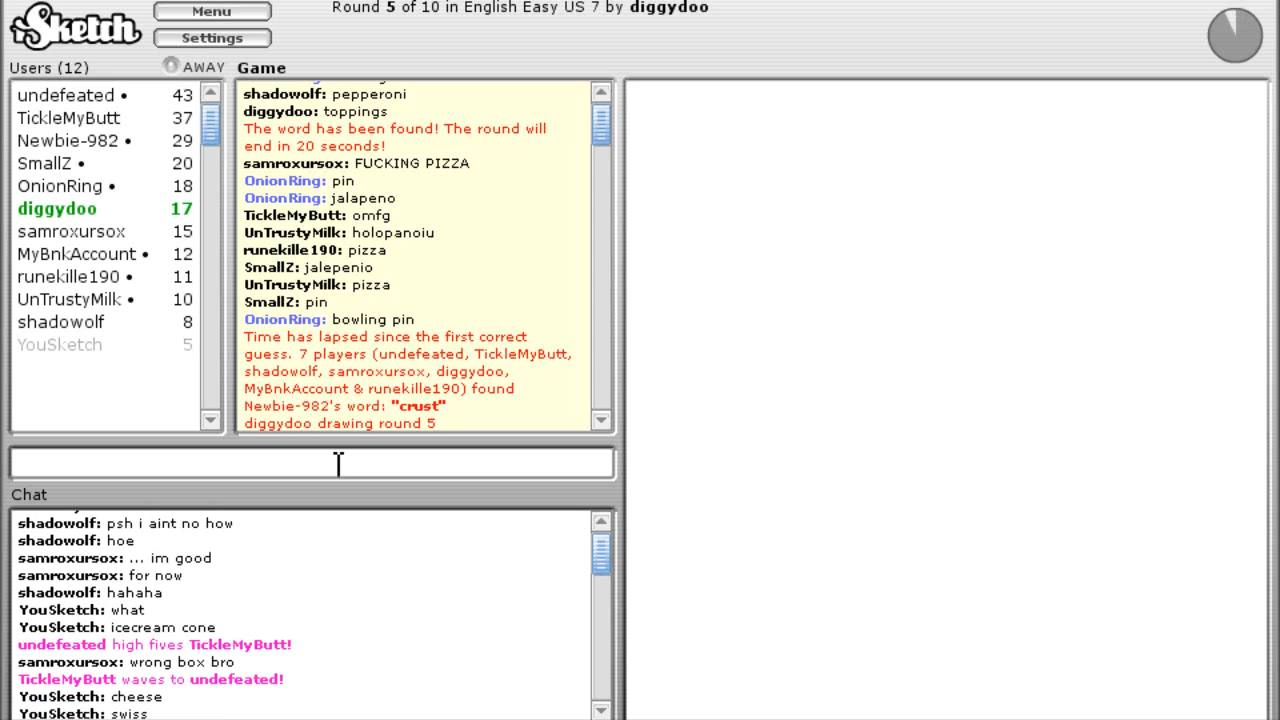 iSketch
Menu
Settings
Round 5 of 10 in English Easy US 7 by diggydoo
Users (12)
AWAY
Game
undefeated • 43
TickleMyButt 37
Newbie-982 • 29
SmallZ • 20
OnionRing • 18
diggydoo 17
samroxursox 15
MyBnkAccount • 12
runekille190 • 11
UnTrustyMilk • 10
shadowolf 8
YouSketch 5
shadowolf: pepperoni
diggydoo: toppings
The word has been found! The round will
end in 20 seconds!
samroxursox: FUCKING PIZZA
OnionRing: pin
OnionRing: jalapeno
TickleMyButt: omfg
UnTrustyMilk: holopanoiu
runekille190: pizza
SmallZ: jalepenio
UnTrustyMilk: pizza
SmallZ: pin
OnionRing: bowling pin
Time has lapsed since the first correct
guess. 7 players (undefeated, TickleMyButt,
shadowolf, samroxursox, diggydoo,
MyBnkAccount & runekille190) found
Newbie-982's word: "crust"
diggydoo drawing round 5
Chat
shadowolf: psh i aint no how
shadowolf: hoe
samroxursox: ... im good
samroxursox: for now
shadowolf: hahaha
YouSketch: what
YouSketch: icecream cone
undefeated high fives TickleMyButt!
samroxursox: wrong box bro
TickleMyButt waves to undefeated!
YouSketch: cheese
YouSketch: swiss